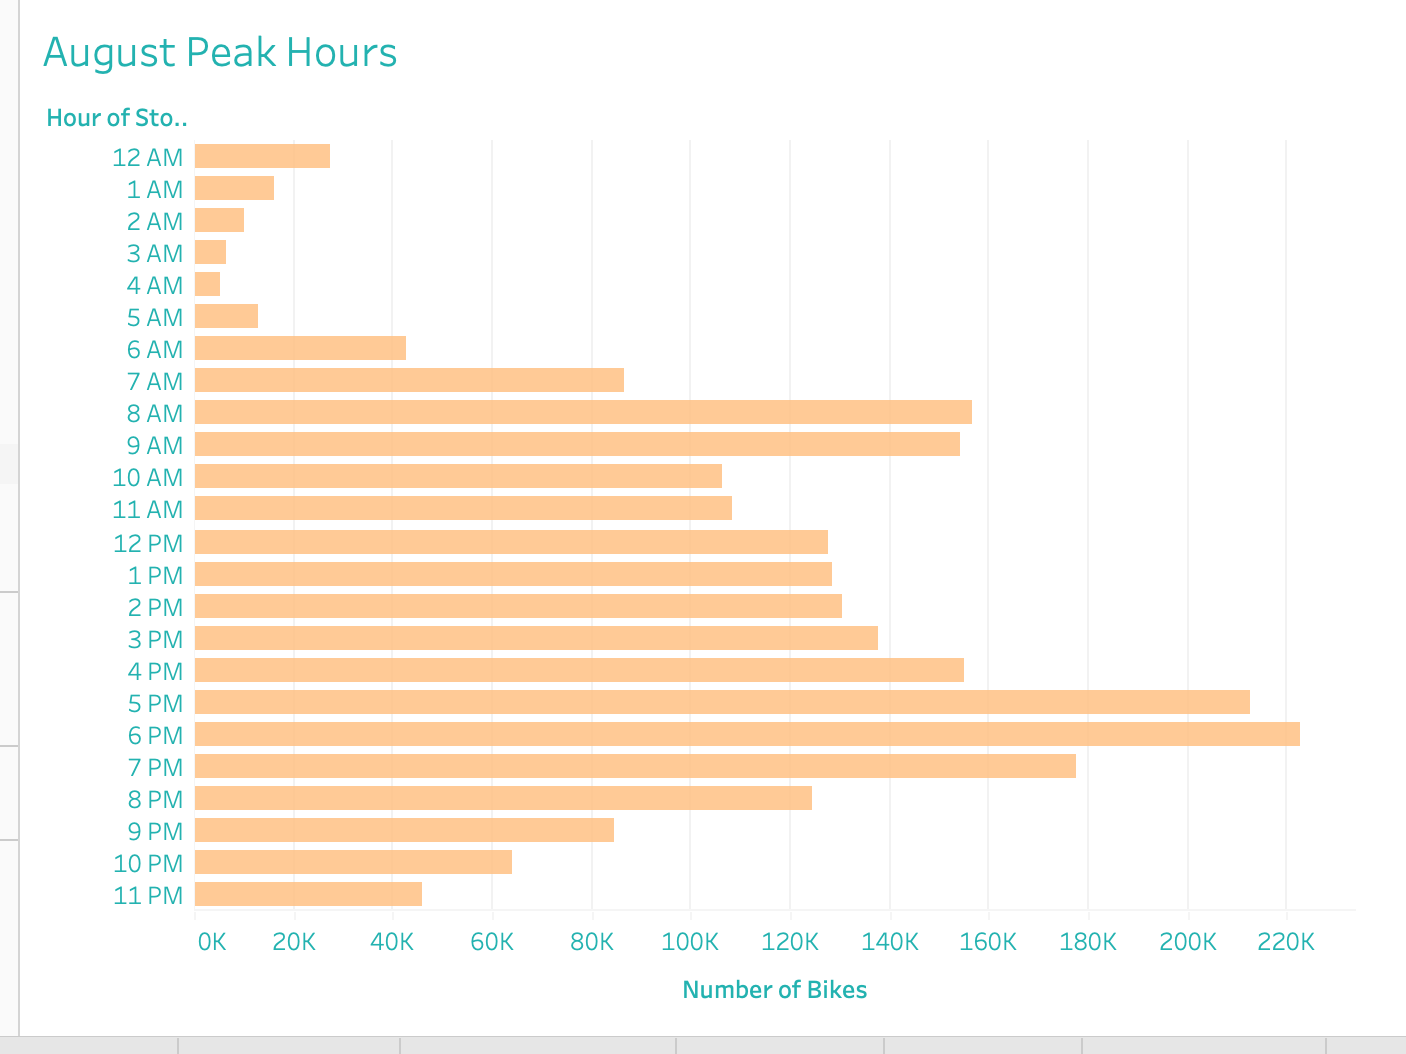 August Peak Hours
Hour of Sto..
12 AM
1 AM
2 AM
3 AM
4 AM
5 AM
6 AM
7 AM
8 AM
9 AM
10 AM
11 AM
12 PM
1 PM
2 PM
3 PM
4 PM
5 PM
6 PM
7 PM
8 PM
9 PM
10 PM
11 PM
0K 20K 40K 60K 80K 100K 120K 140K 160K 180K 200K 220K
Number of Bikes